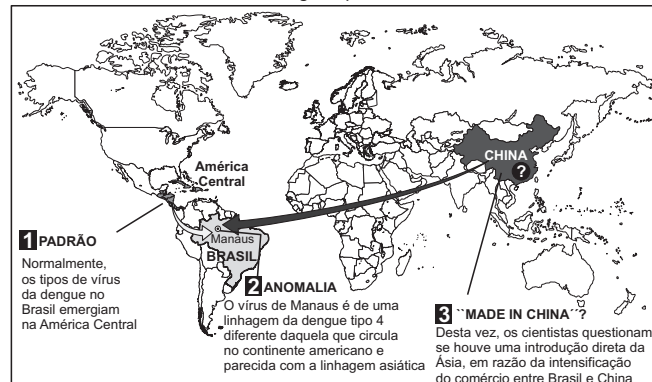 América
Central
CHINA
?
Manaus
BRASIL
1 PADRÃO
Normalmente,
os tipos de vírus
da dengue no
Brasil emergiam
na América Central
2 ANOMALIA
O vírus de Manaus é de uma
linhagem da dengue tipo 4
diferente daquela que circula
no continente americano e
parecida com a linhagem asiática
3 ``MADE IN CHINA´´?
Desta vez, os cientistas questionam
se houve uma introdução direta da
Ásia, em razão da intensificação
do comércio entre Brasil e China